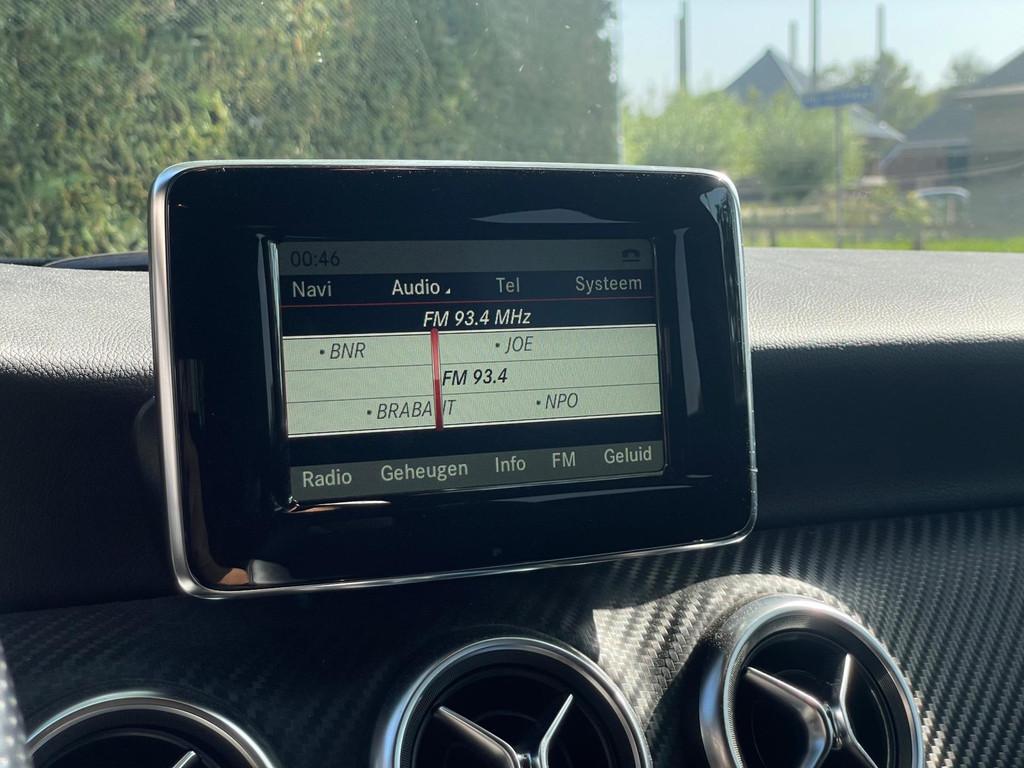 00:46
Navi Audio Tel Systeem
FM 93.4 MHz
• BNR • JOE
FM 93.4
• BRABANT • NPO
Radio Geheugen Info FM Geluid